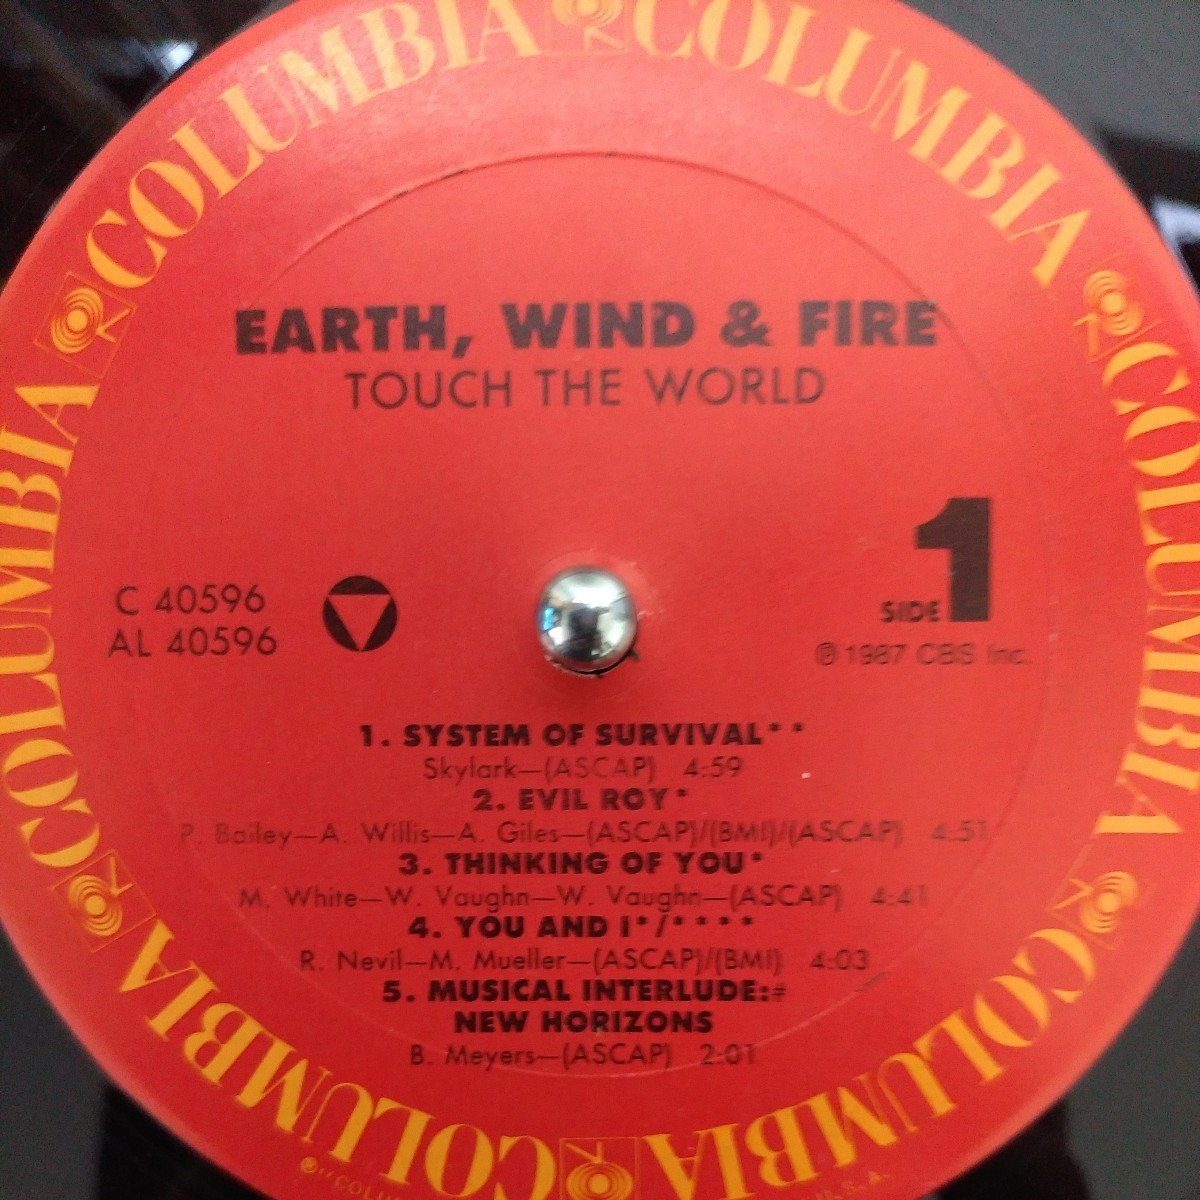 COLUMBIA COLUMBIA COLUMBIA COLUMBIA COLUMBIA COLUMBIA COLUMBIA COLUMBIA
EARTH, WIND & FIRE
TOUCH THE WORLD
C 40596
AL 40596
SIDE 1
℗ 1987 CBS Inc.
1. SYSTEM OF SURVIVAL**
Skylark—(ASCAP) 4:59
2. EVIL ROY*
P. Bailey—A. Willis—A. Giles—(ASCAP)/(BMI)/(ASCAP) 4:51
3. THINKING OF YOU*
M. White—W. Vaughn—W. Vaughn—(ASCAP) 4:41
4. YOU AND I*/****
R. Nevil—M. Mueller—(ASCAP)/(BMI) 4:03
5. MUSICAL INTERLUDE:#
NEW HORIZONS
B. Meyers—(ASCAP) 2:01